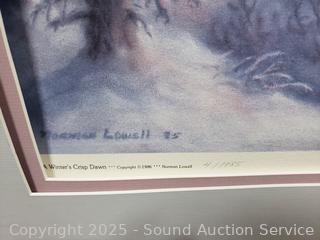 Norman Lowell 85
A Winter's Crisp Dawn *** Copyright ©1986 *** Norman Lowell
Copyright 2025 - Sound Auction Service